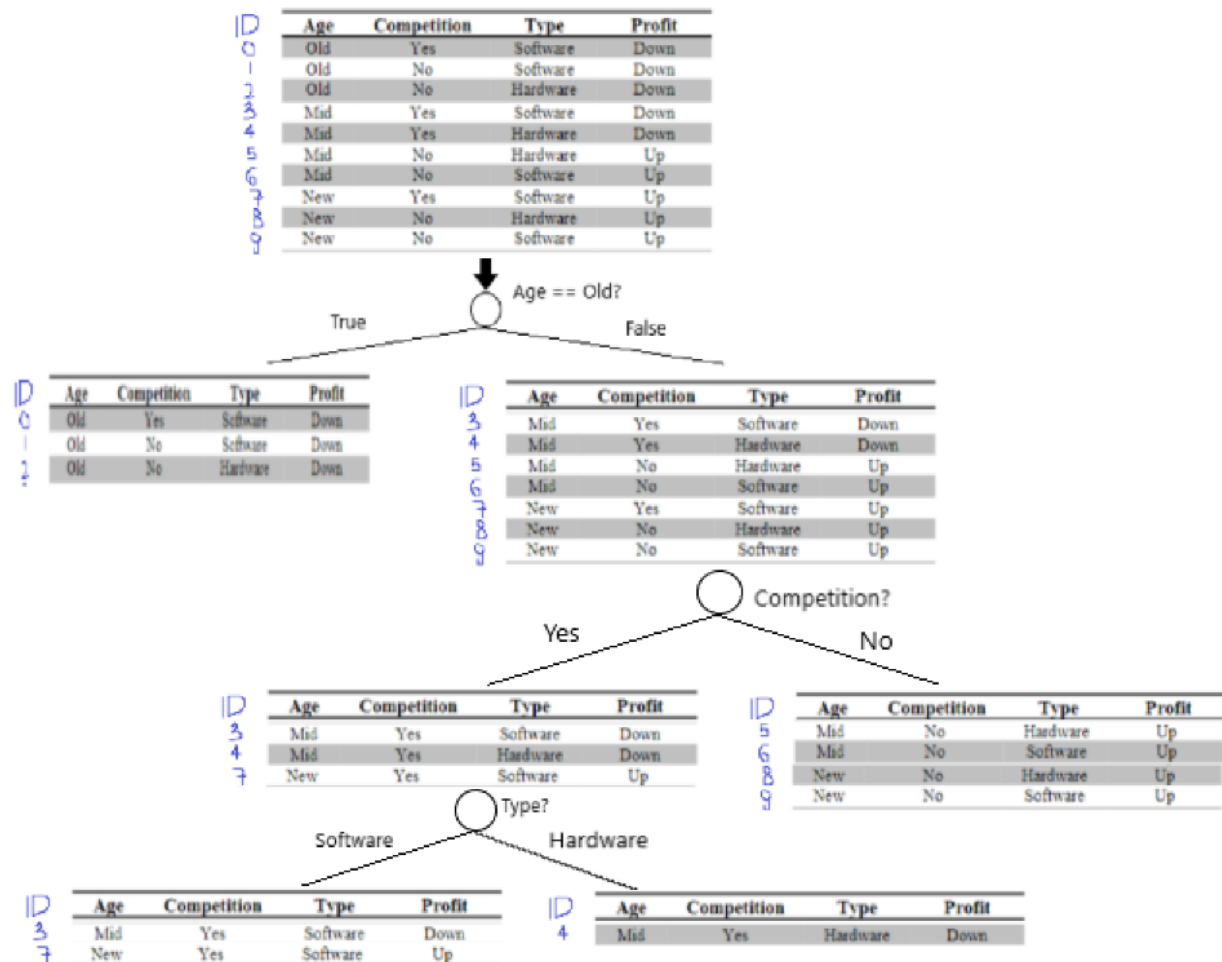 ID Age Competition Type Profit
0 Old Yes Software Down
1 Old No Software Down
2 Old No Hardware Down
3 Mid Yes Software Down
4 Mid Yes Hardware Down
5 Mid No Hardware Up
6 Mid No Software Up
7 New Yes Software Up
8 New No Hardware Up
9 New No Software Up
Age == Old?
True False
ID Age Competition Type Profit
0 Old Yes Software Down
1 Old No Software Down
2 Old No Hardware Down
ID Age Competition Type Profit
3 Mid Yes Software Down
4 Mid Yes Hardware Down
5 Mid No Hardware Up
6 Mid No Software Up
7 New Yes Software Up
8 New No Hardware Up
9 New No Software Up
Competition?
Yes No
ID Age Competition Type Profit
3 Mid Yes Software Down
4 Mid Yes Hardware Down
7 New Yes Software Up
ID Age Competition Type Profit
5 Mid No Hardware Up
6 Mid No Software Up
8 New No Hardware Up
9 New No Software Up
Type?
Software Hardware
ID Age Competition Type Profit
3 Mid Yes Software Down
7 New Yes Software Up
ID Age Competition Type Profit
4 Mid Yes Hardware Down